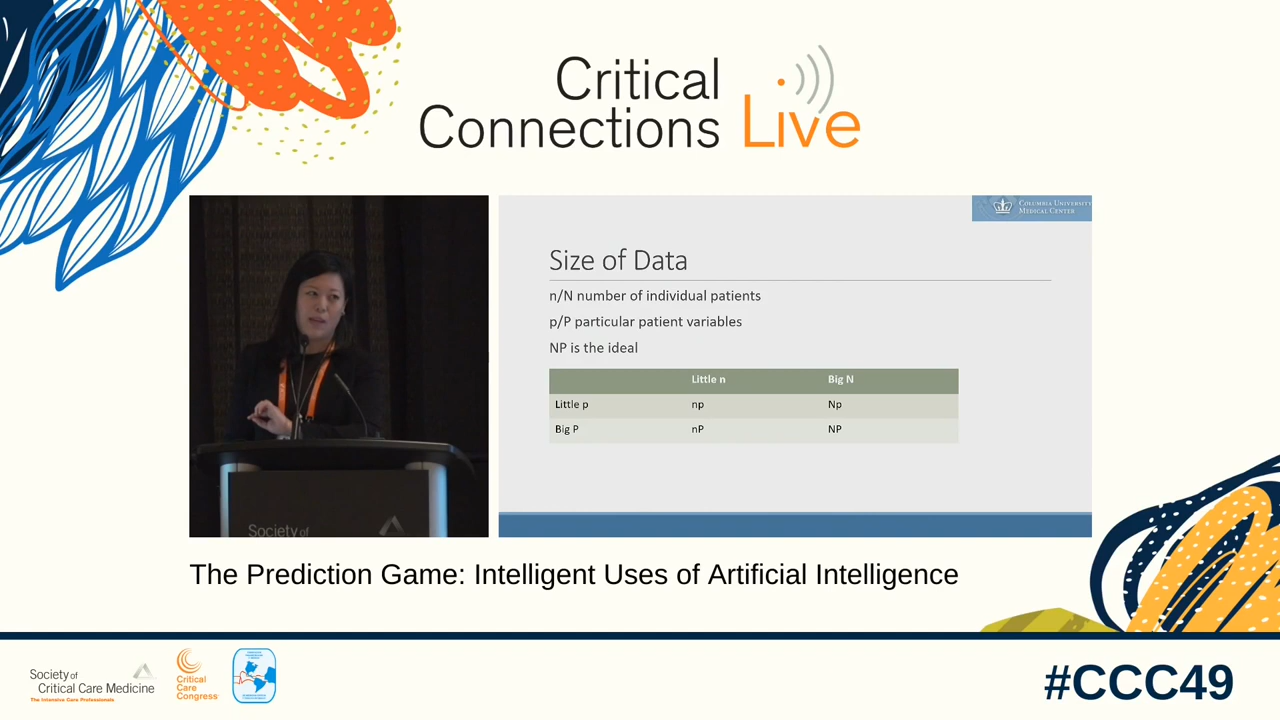 Critical
Connections Live
COLUMBIA UNIVERSITY
MEDICAL CENTER
Size of Data
n/N number of individual patients
p/P particular patient variables
NP is the ideal
Little n Big N
Little p np Np
Big P nP NP
Society of
The Prediction Game: Intelligent Uses of Artificial Intelligence
Society of
Critical Care Medicine
The Intensive Care Professionals
Critical
Care
Congress
#CCC49